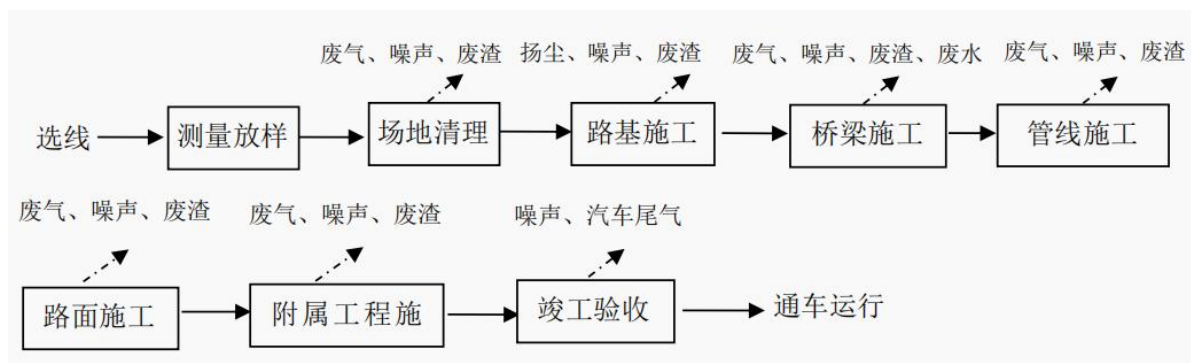 废气、噪声、废渣 扬尘、噪声、废渣 废气、噪声、废渣、废水 废气、噪声、废渣
选线 测量放样 场地清理 路基施工 桥梁施工 管线施工
废气、噪声、废渣 废气、噪声、废渣 噪声、汽车尾气
路面施工 附属工程施 竣工验收 通车运行